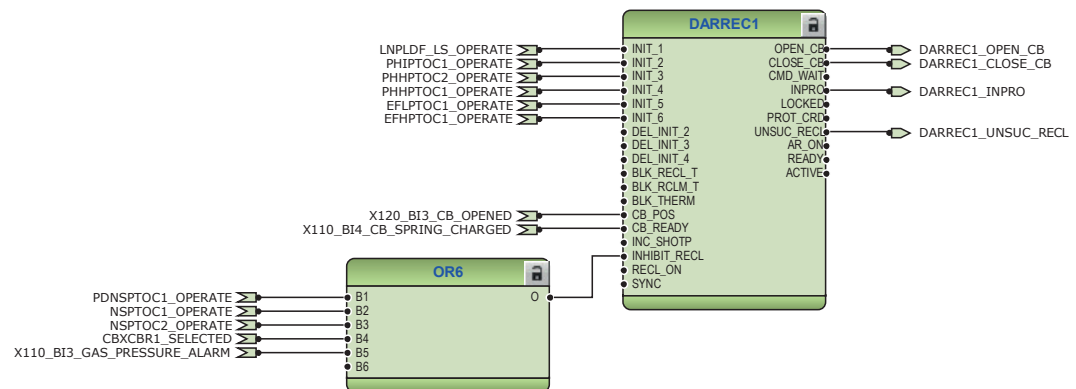 DARREC1
LNPLDF_LS_OPERATE INIT_1 OPEN_CB DARREC1_OPEN_CB
PHIPTOC1_OPERATE INIT_2 CLOSE_CB DARREC1_CLOSE_CB
PHHPTOC2_OPERATE INIT_3 CMD_WAIT
PHHPTOC1_OPERATE INIT_4 INPRO DARREC1_INPRO
EFLPTOC1_OPERATE INIT_5 LOCKED
EFHPTOC1_OPERATE INIT_6 PROT_CRD
DEL_INIT_2 UNSUC_RECL DARREC1_UNSUC_RECL
DEL_INIT_3 AR_ON
DEL_INIT_4 READY
BLK_RECL_T ACTIVE
BLK_RCLM_T
BLK_THERM
X120_BI3_CB_OPENED CB_POS
X110_BI4_CB_SPRING_CHARGED CB_READY
INC_SHOTP
INHIBIT_RECL
RECL_ON
SYNC
OR6
PDNSPTOC1_OPERATE B1 O
NSPTOC1_OPERATE B2
NSPTOC2_OPERATE B3
CBXCBR1_SELECTED B4
X110_BI3_GAS_PRESSURE_ALARM B5
B6